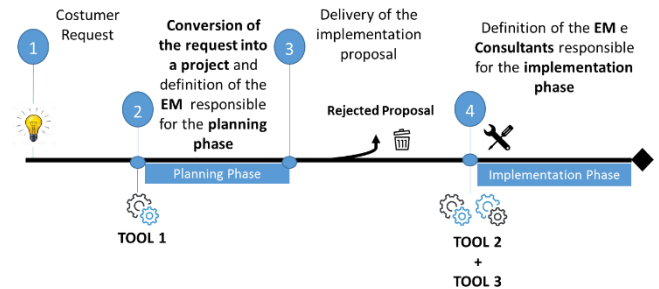 1
Costumer
Request
2
Conversion of
the request into
a project and
definition of the
EM responsible
for the planning
phase
3
Delivery of the
implementation
proposal
Rejected Proposal
4
Definition of the EM e
Consultants responsible
for the implementation
phase
Planning Phase
Implementation Phase
TOOL 1
TOOL 2
+
TOOL 3